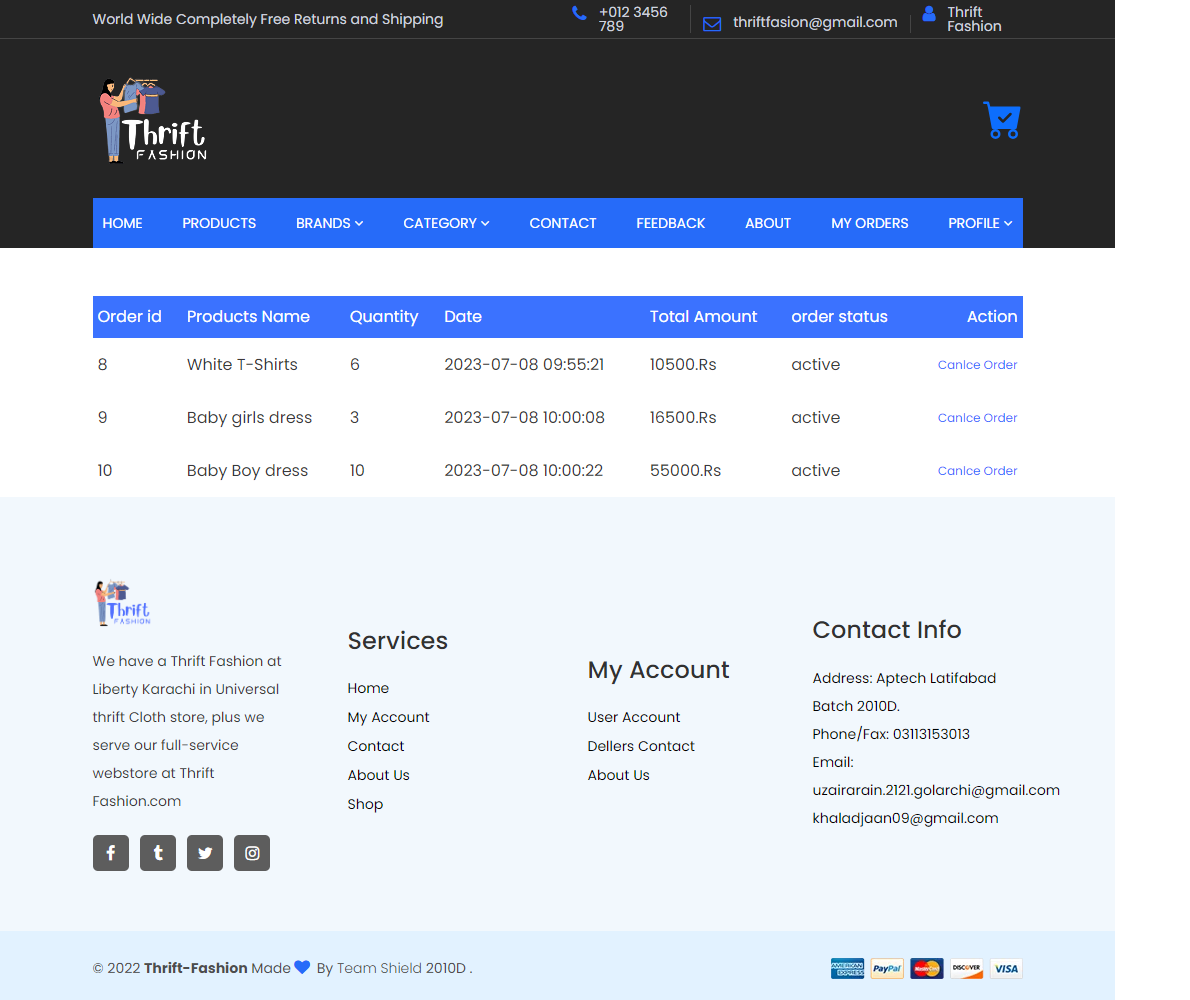 World Wide Completely Free Returns and Shipping
+012 3456
789
thriftfasion@gmail.com
Thrift
Fashion
Thrift
FASHION
HOME PRODUCTS BRANDS CATEGORY CONTACT FEEDBACK ABOUT MY ORDERS PROFILE
Order id Products Name Quantity Date Total Amount order status Action
8 White T-Shirts 6 2023-07-08 09:55:21 10500.Rs active Canlce Order
9 Baby girls dress 3 2023-07-08 10:00:08 16500.Rs active Canlce Order
10 Baby Boy dress 10 2023-07-08 10:00:22 55000.Rs active Canlce Order
Thrift
FASHION
We have a Thrift Fashion at
Liberty Karachi in Universal
thrift Cloth store, plus we
serve our full-service
webstore at Thrift
Fashion.com
Services
Home
My Account
Contact
About Us
Shop
My Account
User Account
Dellers Contact
About Us
Contact Info
Address: Aptech Latifabad
Batch 2010D.
Phone/Fax: 03113153013
Email:
uzairarain.2121.golarchi@gmail.com
khaladjaan09@gmail.com
© 2022 Thrift-Fashion Made By Team Shield 2010D .
AMERICAN
EXPRESS
PayPal
MasterCard
DISCOVER
VISA